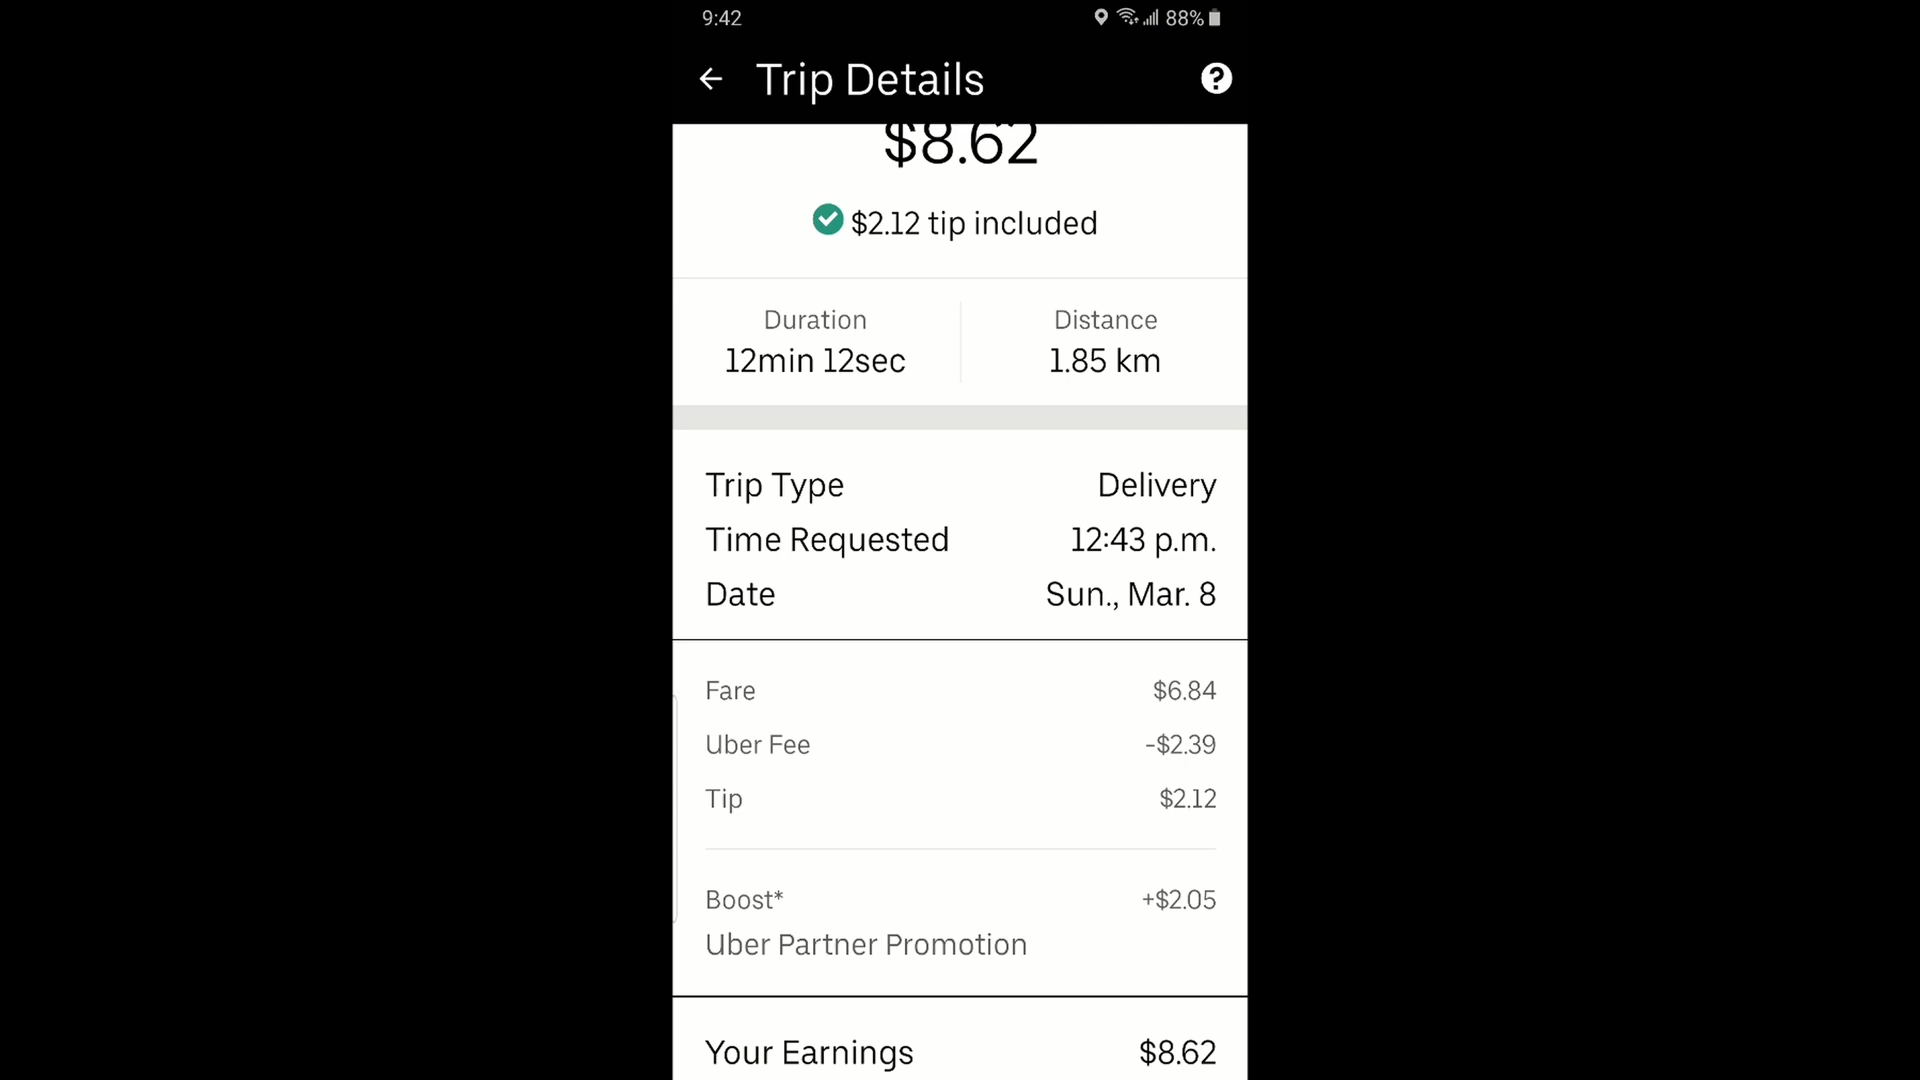 9:42
88%
Trip Details
$8.62
$2.12 tip included
Duration
12min 12sec
Distance
1.85 km
Trip Type
Delivery
Time Requested
12:43 p.m.
Date
Sun., Mar. 8
Fare
$6.84
Uber Fee
-$2.39
Tip
$2.12
Boost*
+$2.05
Uber Partner Promotion
Your Earnings
$8.62